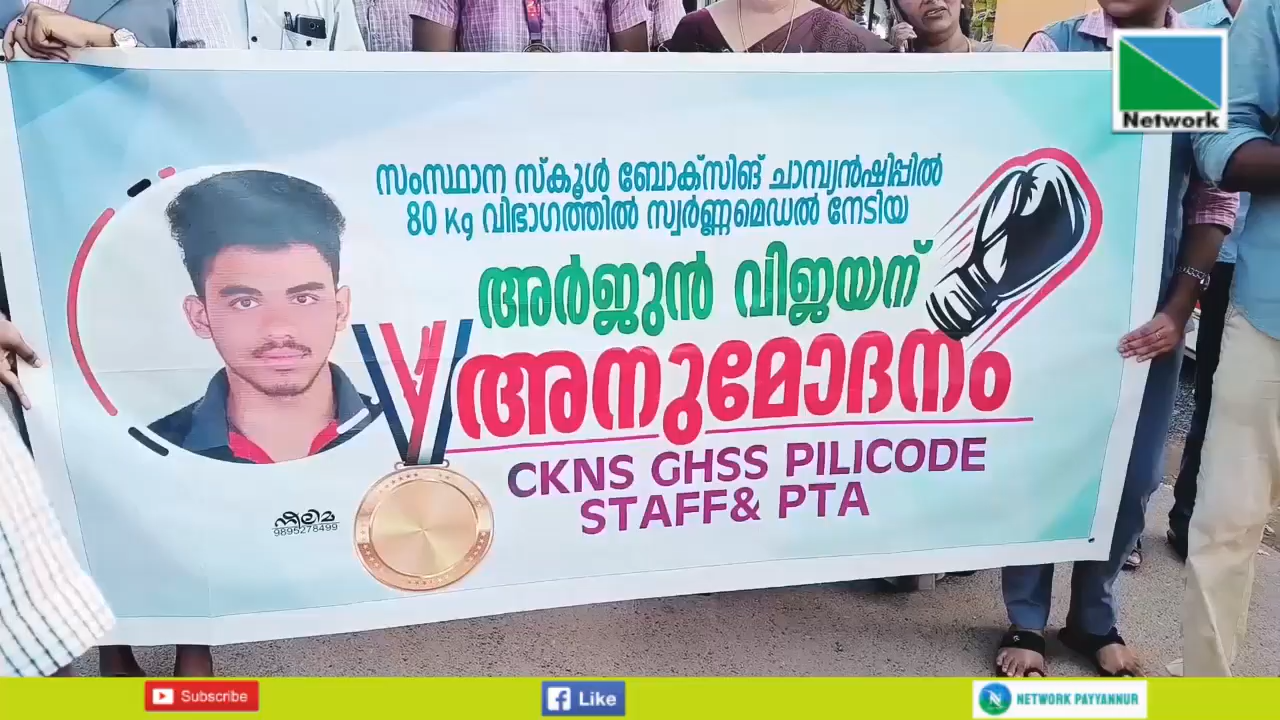 Network
സംസ്ഥാന സ്കൂൾ ബോക്സിങ് ചാമ്പ്യൻഷിപ്പിൽ
80 Kg വിഭാഗത്തിൽ സ്വർണ്ണമെഡൽ നേടിയ
അർജുൻ വിജയന്
അനുമോദനം
CKNS GHSS PILICODE
STAFF& PTA
നീലിമ
9895278499
Subscribe
Like
NETWORK PAYYANNUR